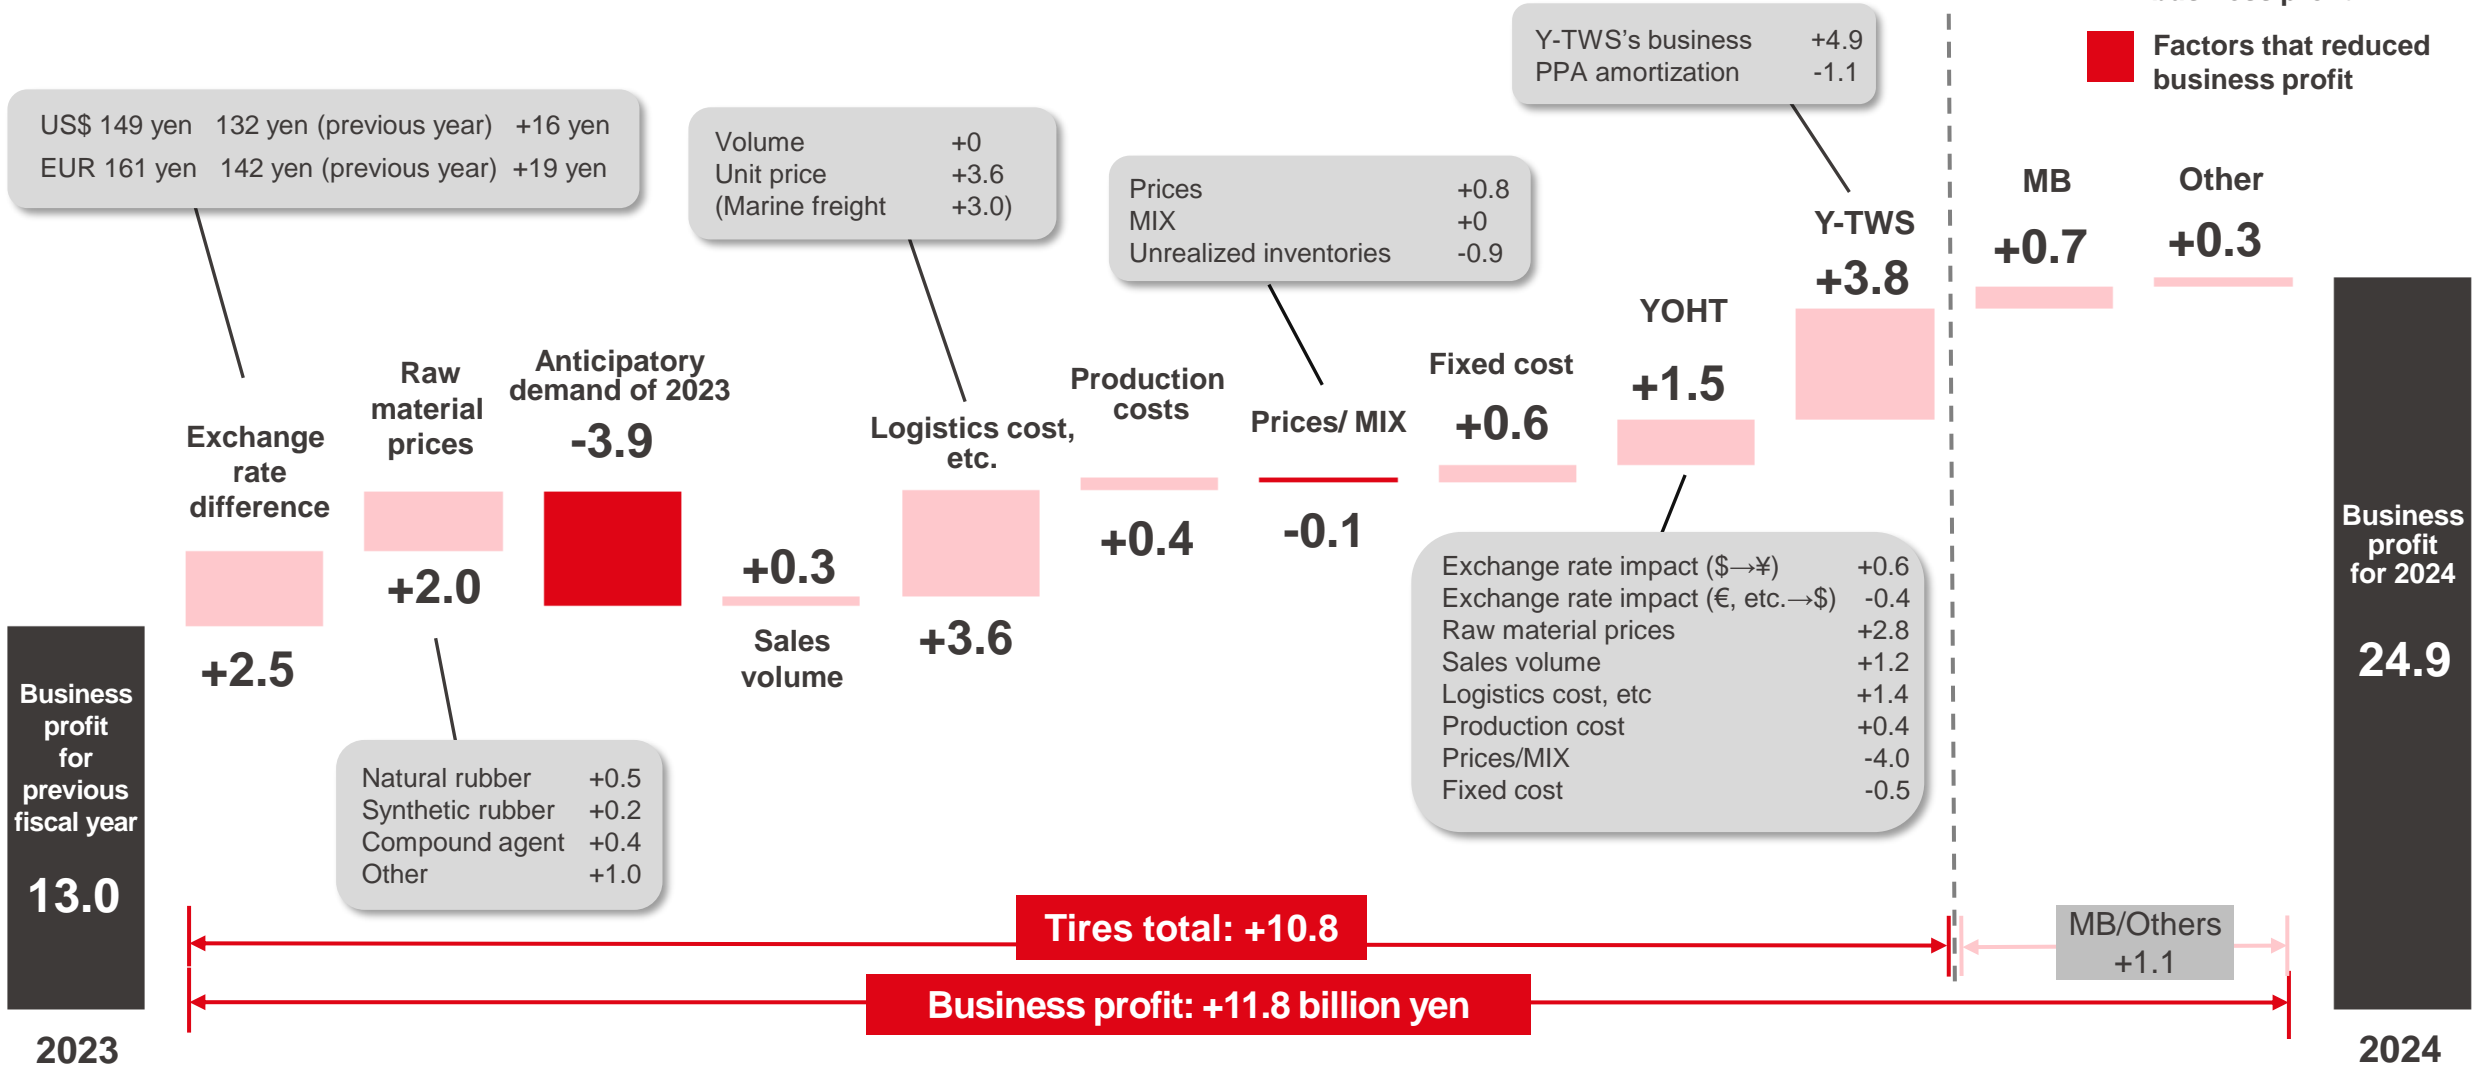 Factors that reduced
business profit
US$ 149 yen 132 yen (previous year) +16 yen
EUR 161 yen 142 yen (previous year) +19 yen
Volume +0
Unit price +3.6
(Marine freight +3.0)
Prices +0.8
MIX +0
Unrealized inventories -0.9
Y-TWS's business +4.9
PPA amortization -1.1
Business
profit
for
previous
fiscal year
13.0
2023
Exchange
rate
difference
+2.5
Raw
material
prices
+2.0
Natural rubber +0.5
Synthetic rubber +0.2
Compound agent +0.4
Other +1.0
Anticipatory
demand of 2023
-3.9
+0.3
Sales
volume
Logistics cost,
etc.
+3.6
Production
costs
+0.4
Prices/ MIX
-0.1
Fixed cost
+0.6
YOHT
+1.5
Exchange rate impact ($→¥) +0.6
Exchange rate impact (€, etc.→$) -0.4
Raw material prices +2.8
Sales volume +1.2
Logistics cost, etc +1.4
Production cost +0.4
Prices/MIX -4.0
Fixed cost -0.5
Y-TWS
+3.8
MB
+0.7
Other
+0.3
Business
profit
for 2024
24.9
2024
Tires total: +10.8
MB/Others
+1.1
Business profit: +11.8 billion yen